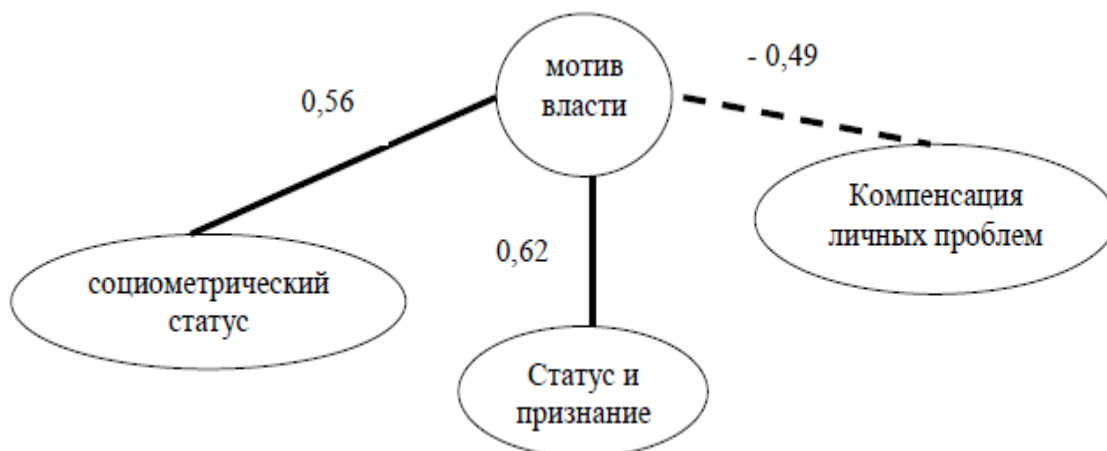 мотив
власти
- 0,49
0,56
Компенсация
личных проблем
0,62
социометрический
статус
Статус и
признание